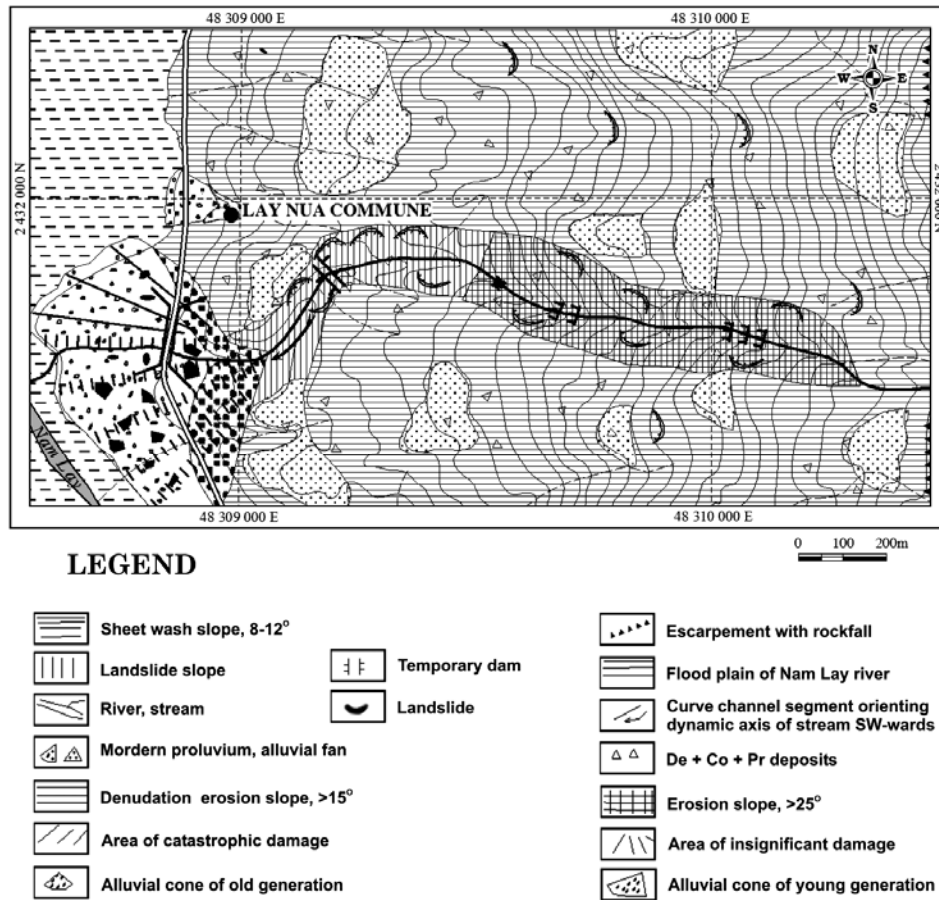 48 309 000 E
48 310 000 E
N
W E
S
2 432 000 N
LAY NUA COMMUNE
Nam Lay
48 309 000 E
48 310 000 E
0 100 200m
LEGEND
Sheet wash slope, 8-12°
Landslide slope
River, stream
Mordern proluvium, alluvial fan
Denudation erosion slope, >15°
Area of catastrophic damage
Alluvial cone of old generation
Temporary dam
Landslide
Escarpement with rockfall
Flood plain of Nam Lay river
Curve channel segment orienting
dynamic axis of stream SW-wards
De + Co + Pr deposits
Erosion slope, >25°
Area of insignificant damage
Alluvial cone of young generation